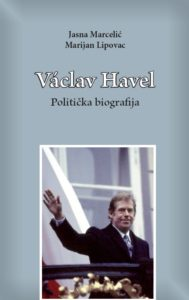 Jasna Marcelić
Marijan Lipovac
Václav Havel
Politička biografija